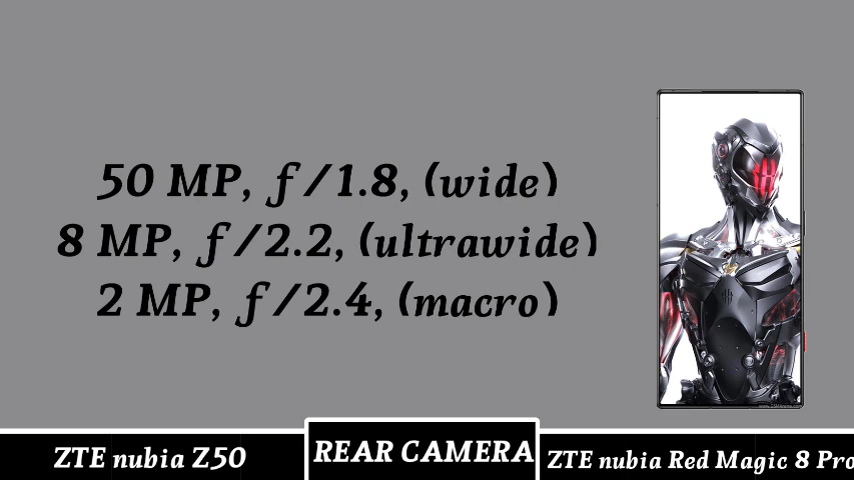 50 MP, f/1.8, (wide)
8 MP, f/2.2, (ultrawide)
2 MP, f/2.4, (macro)
ZTE nubia Z50
REAR CAMERA
ZTE nubia Red Magic 8 Pro